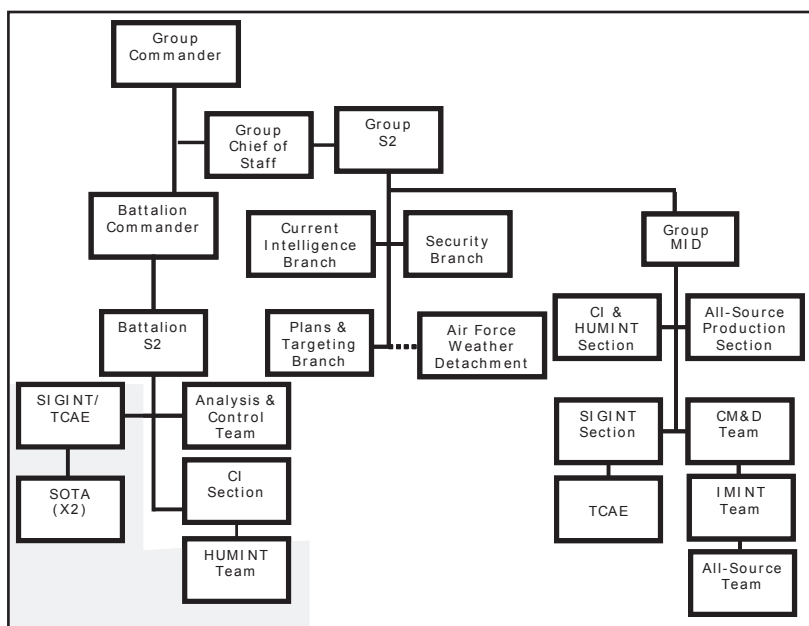 Group
Commander
Group
Chief of
Staff
Group
S2
Battalion
Commander
Current
Intelligence
Branch
Security
Branch
Group
MID
Battalion
S2
Plans &
Targeting
Branch
Air Force
Weather
Detachment
CI &
HUMINT
Section
All-Source
Production
Section
SIGINT/
TCAE
Analysis &
Control
Team
SIGINT
Section
CM&D
Team
SOTA
(X2)
CI
Section
TCAE
IMINT
Team
HUMINT
Team
All-Source
Team